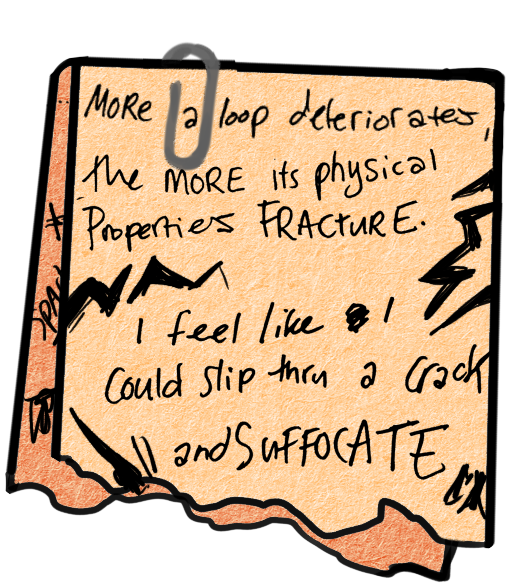 MORE a loop deteriorates,
the MORE its physical
Properties FRACTURE.
I feel like I
Could slip thru a crack
and SUFFOCATE